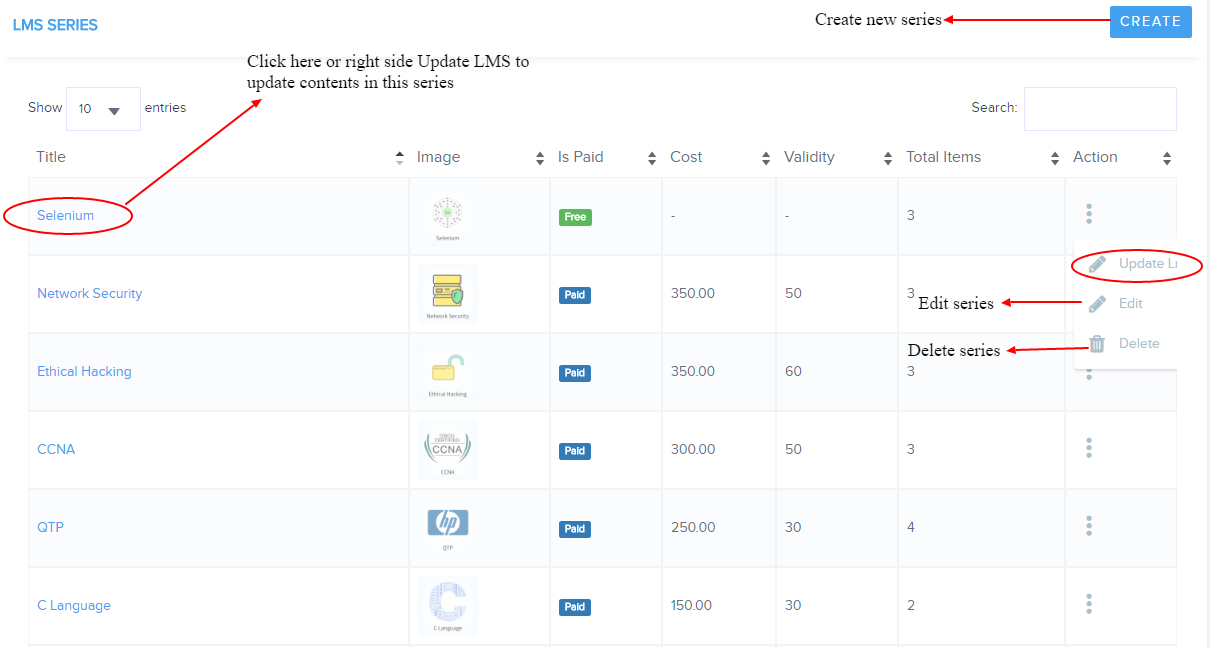 LMS SERIES
Create new series
CREATE
Click here or right side Update LMS to
update contents in this series
Show 10 entries
Search:
Title Image Is Paid Cost Validity Total Items Action
Selenium Selenium Free - - 3
Update L
Network Security Network Security Paid 350.00 50 3
Edit series Edit
Delete series Delete
Ethical Hacking Ethical Hacking Paid 350.00 60 3
CCNA CISCO CERTIFIED CCNA CCNA Paid 300.00 50 3
QTP hp QTP Paid 250.00 30 4
C Language C C Language Paid 150.00 30 2